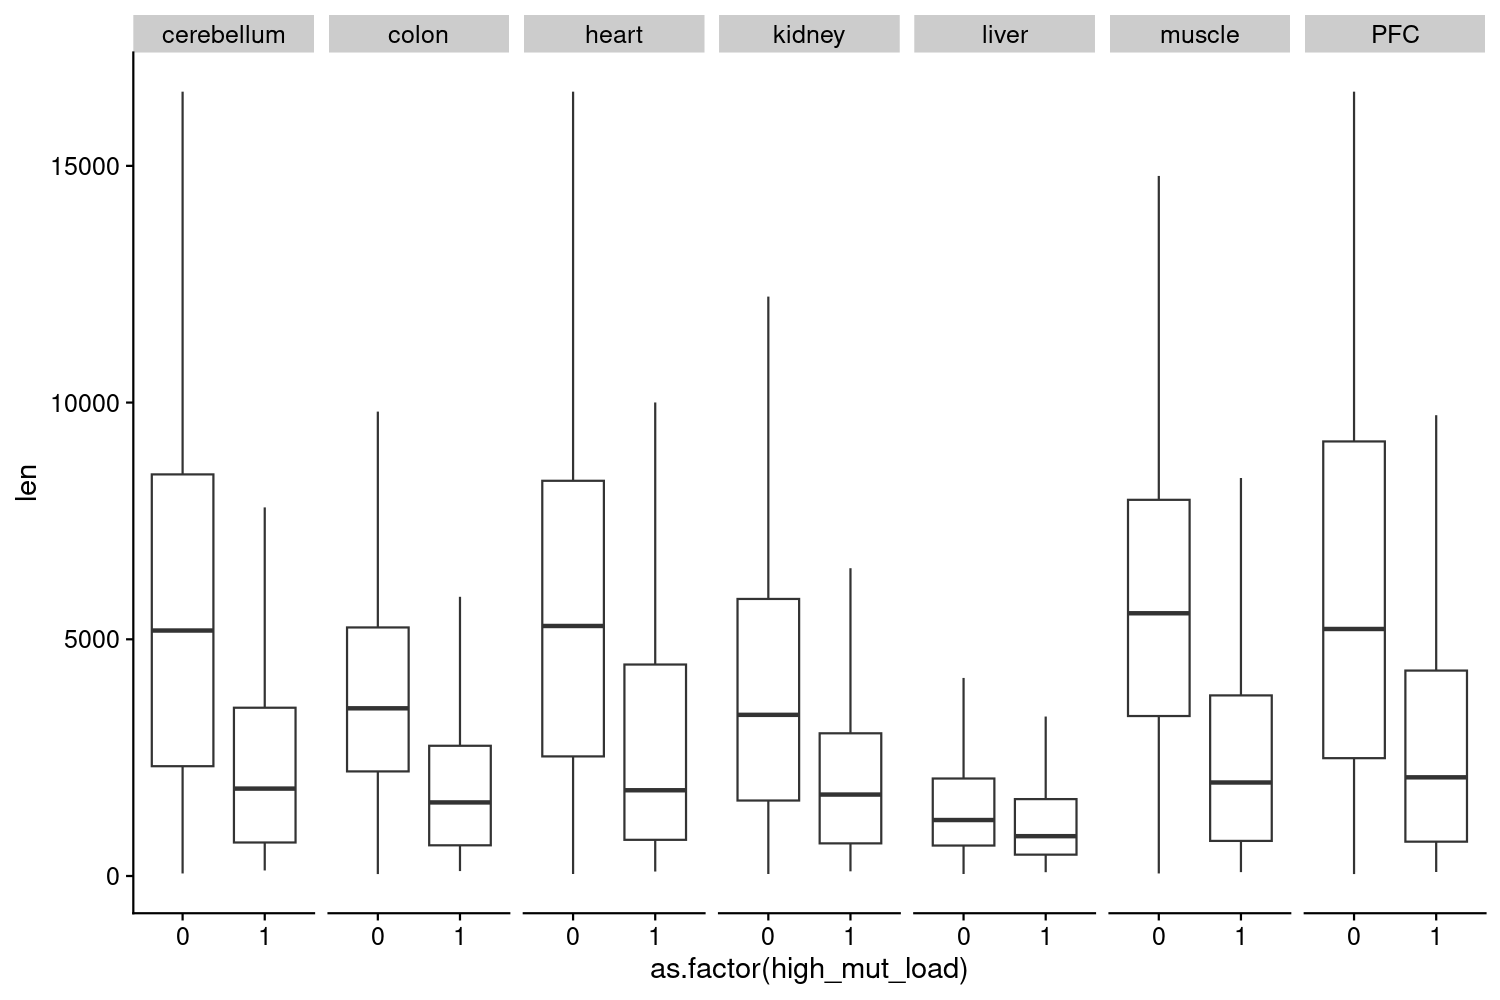 cerebellum colon heart kidney liver muscle PFC
15000
10000
5000
0
len
0 1 0 1 0 1 0 1 0 1 0 1 0 1
as.factor(high_mut_load)